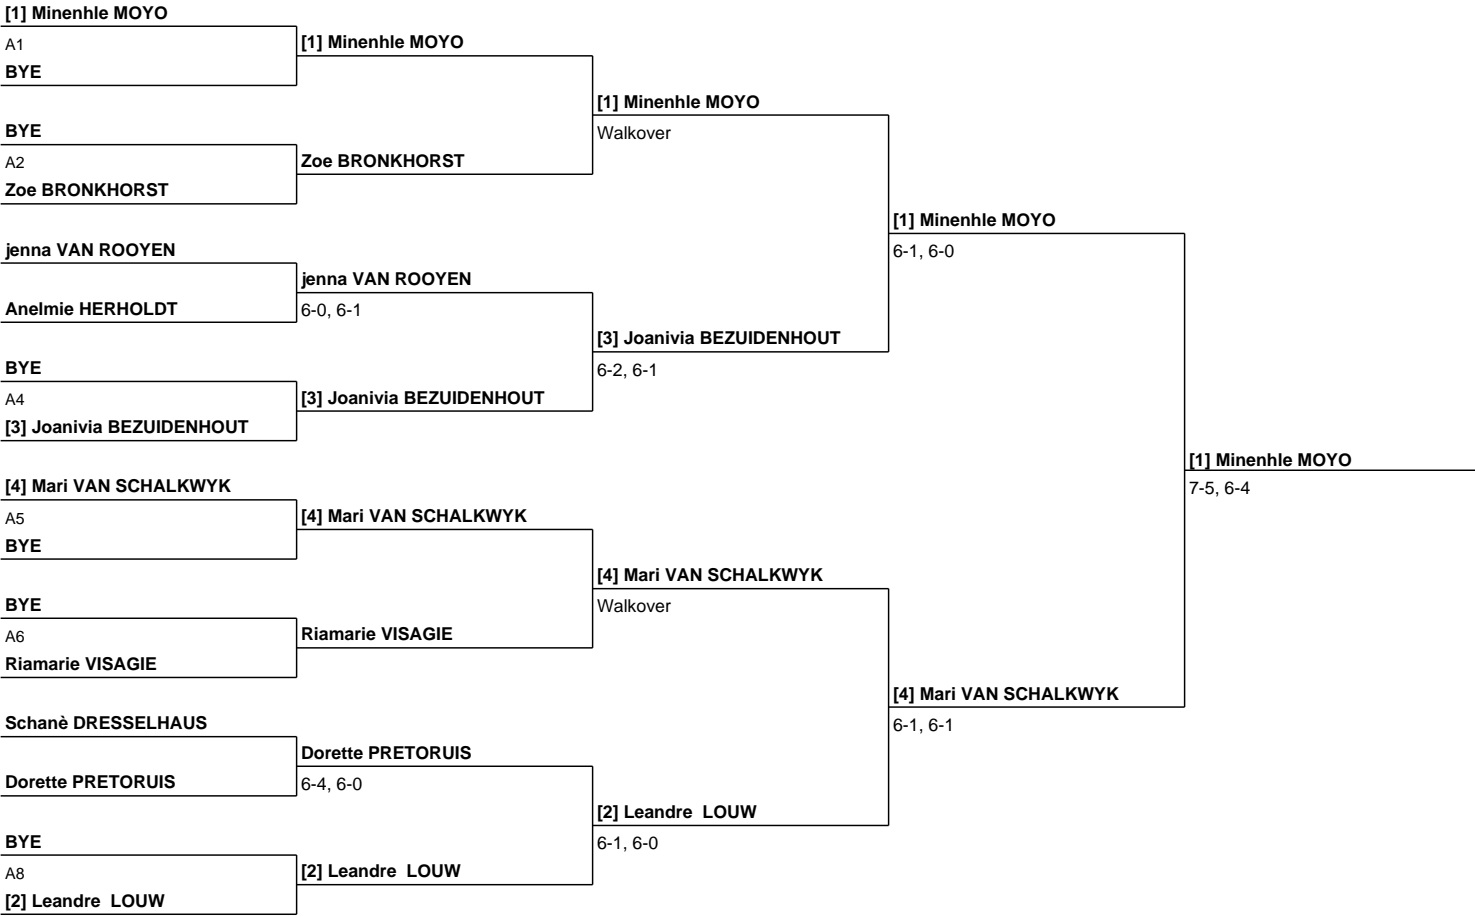 [1] Minenhle MOYO
A1
BYE
BYE
A2
Zoe BRONKHORST
jenna VAN ROOYEN
Anelmie HERHOLDT
BYE
A4
[3] Joanivia BEZUIDENHOUT
[4] Mari VAN SCHALKWYK
A5
BYE
BYE
A6
Riamarie VISAGIE
Schanè DRESSELHAUS
Dorette PRETORUIS
BYE
A8
[2] Leandre  LOUW
[1] Minenhle MOYO
Zoe BRONKHORST
jenna VAN ROOYEN
6-0, 6-1
[3] Joanivia BEZUIDENHOUT
[4] Mari VAN SCHALKWYK
Riamarie VISAGIE
Dorette PRETORUIS
6-4, 6-0
[2] Leandre  LOUW
[1] Minenhle MOYO
Walkover
[3] Joanivia BEZUIDENHOUT
6-2, 6-1
[4] Mari VAN SCHALKWYK
Walkover
[2] Leandre  LOUW
6-1, 6-0
[1] Minenhle MOYO
6-1, 6-0
[4] Mari VAN SCHALKWYK
6-1, 6-1
[1] Minenhle MOYO
7-5, 6-4